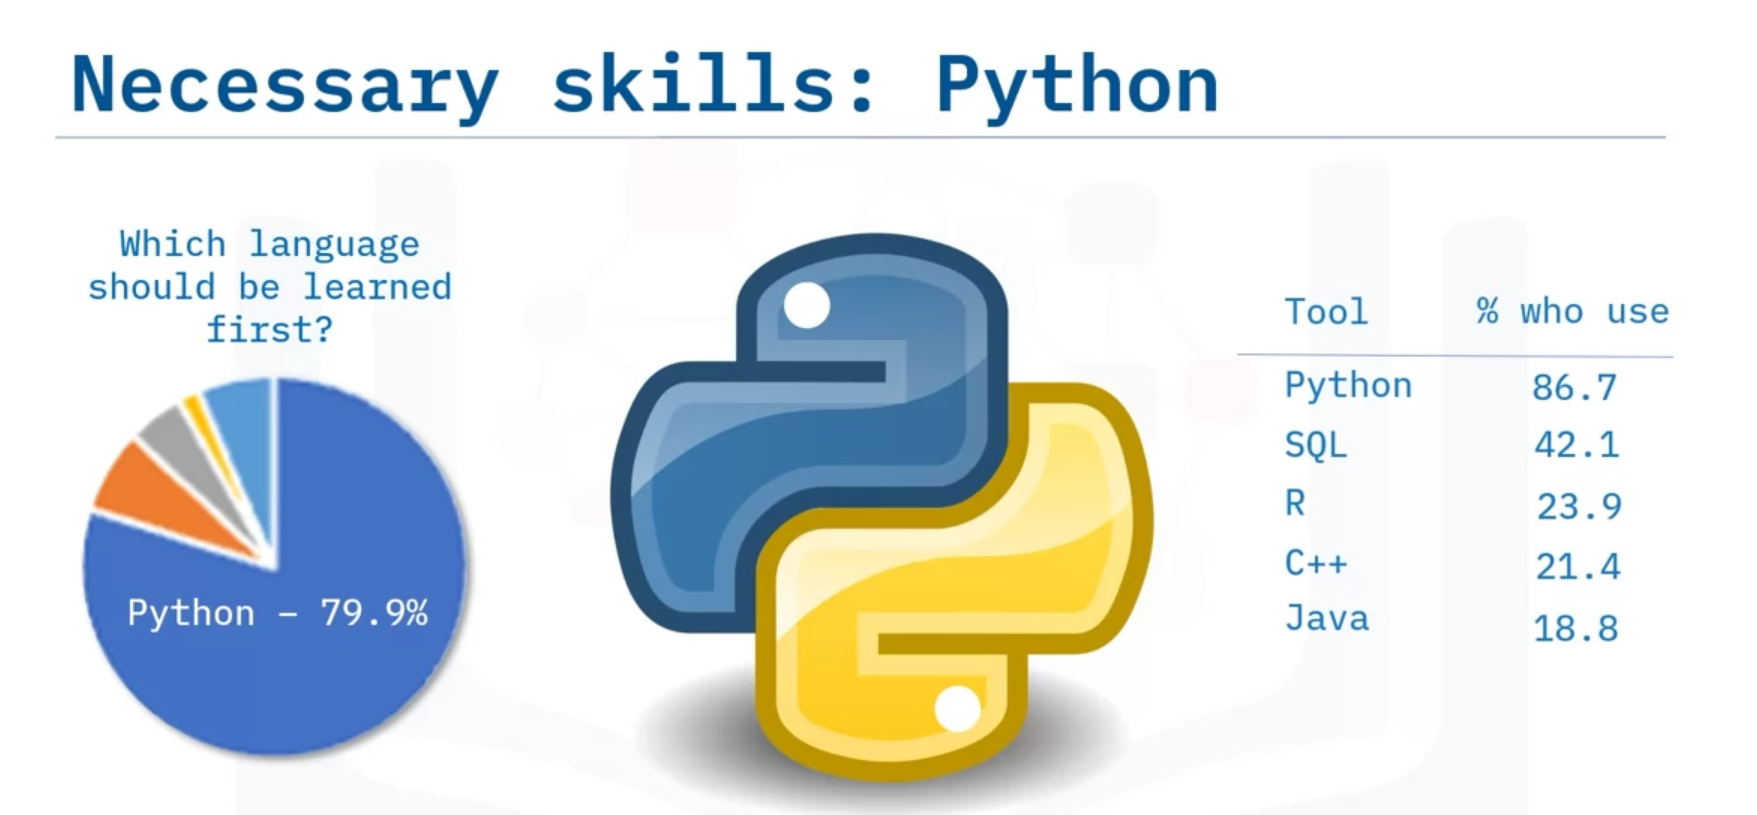 Necessary skills: Python
Which language
should be learned
first?
Python – 79.9%
Tool % who use
Python 86.7
SQL 42.1
R 23.9
C++ 21.4
Java 18.8